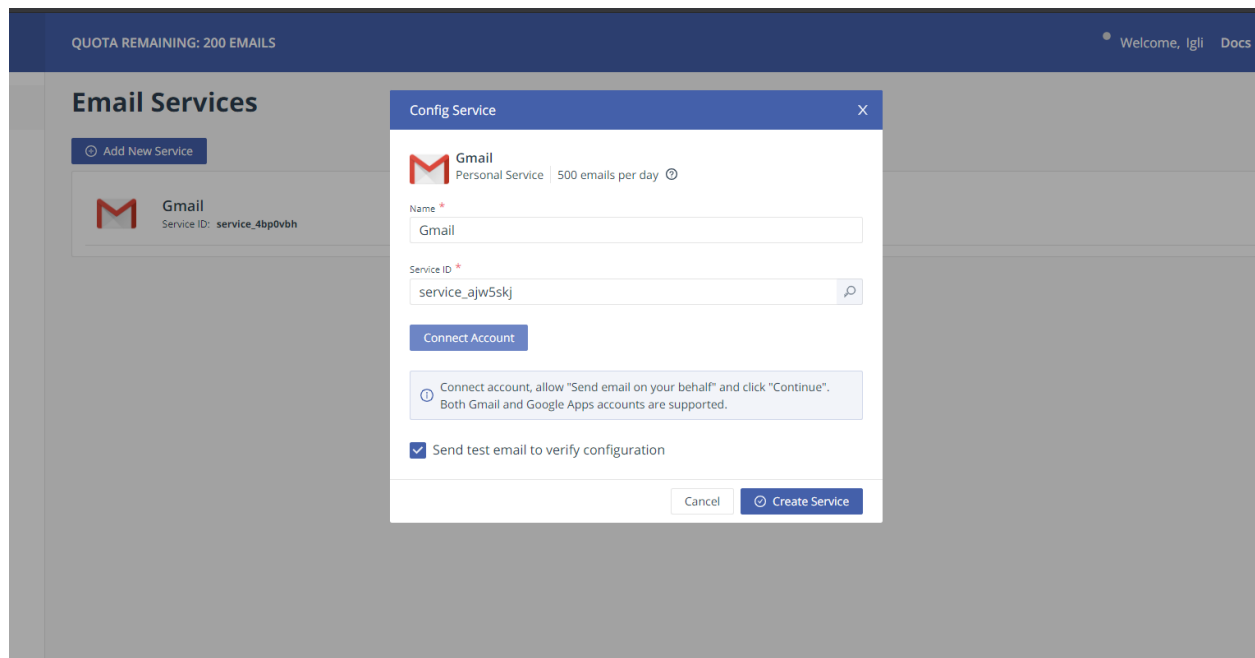 QUOTA REMAINING: 200 EMAILS
Welcome, Igli Docs
Email Services
Add New Service
Gmail
Service ID: service_4bp0vbh
Config Service X
Gmail
Personal Service 500 emails per day
Name *
Gmail
Service ID *
service_ajw5skj
Connect Account
Connect account, allow "Send email on your behalf" and click "Continue".
Both Gmail and Google Apps accounts are supported.
Send test email to verify configuration
Cancel Create Service